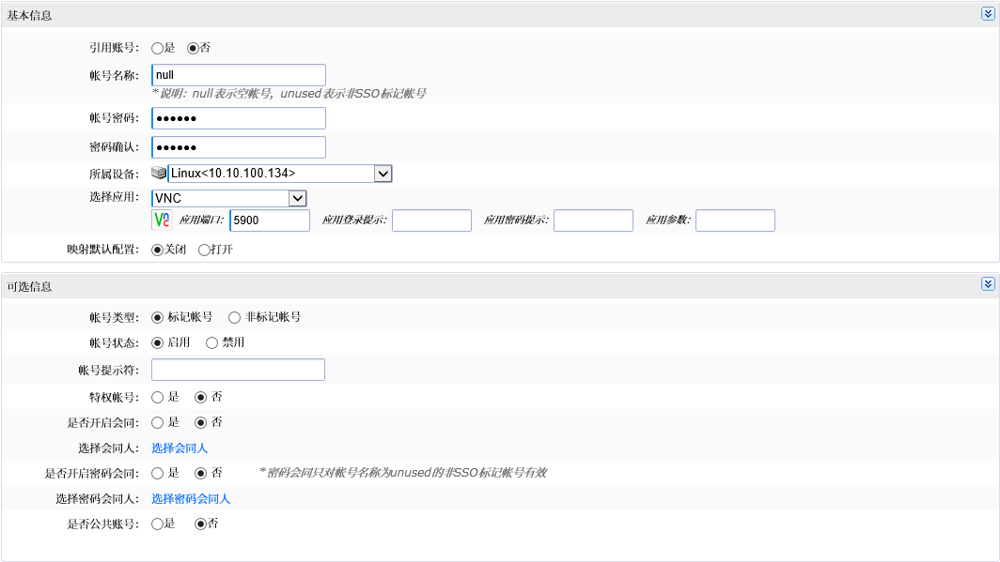 基本信息
引用账号： 是 否
帐号名称： null
*说明：null表示空帐号，unused表示非SSO标记帐号
帐号密码： ●●●●●●
密码确认： ●●●●●●
所属设备： Linux<10.10.100.134>
选择应用： VNC
应用端口： 5900 应用登录提示： 应用密码提示： 应用参数：
映射默认配置： 关闭 打开
可选信息
帐号类型： 标记帐号 非标记帐号
帐号状态： 启用 禁用
帐号提示符：
特权帐号： 是 否
是否开启会同： 是 否
选择会同人： 选择会同人
是否开启密码会同： 是 否 *密码会同只对帐号名称为unused的非SSO标记帐号有效
选择密码会同人： 选择密码会同人
是否公共账号： 是 否